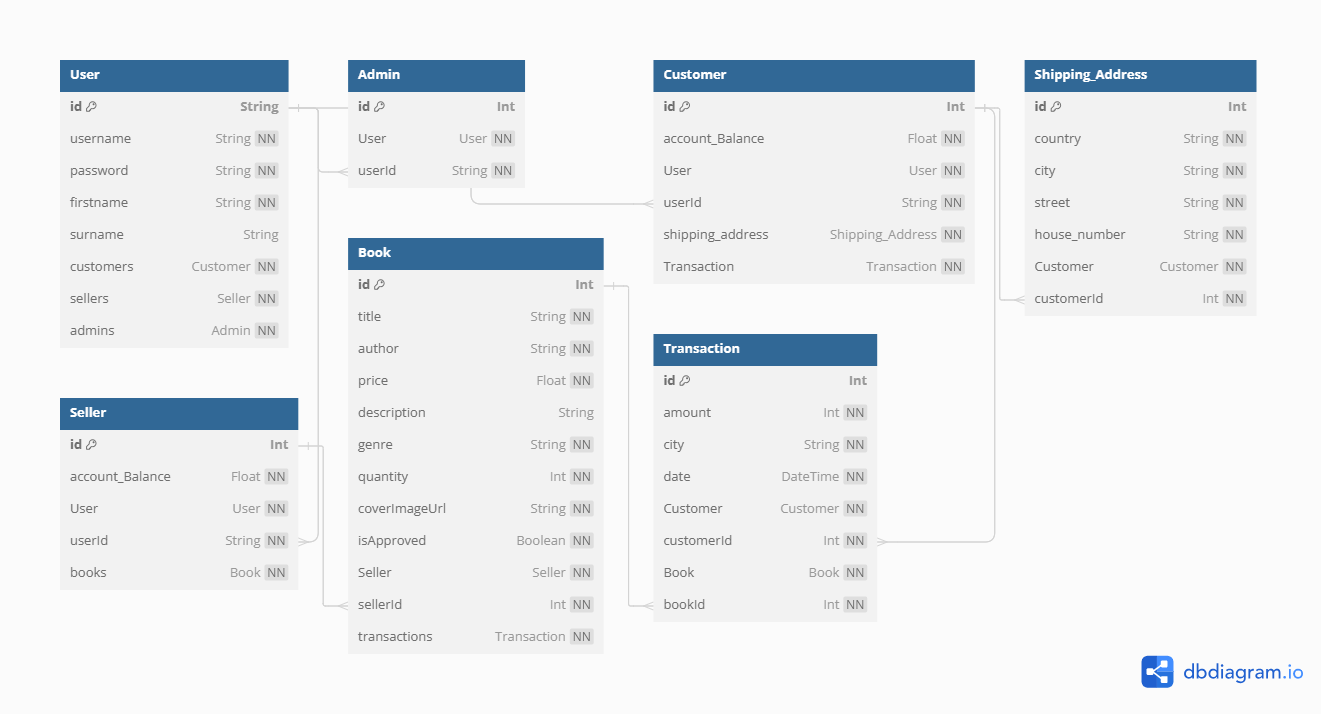 User
id String
username String NN
password String NN
firstname String NN
surname String
customers Customer NN
sellers Seller NN
admins Admin NN
Admin
id Int
User User NN
userId String NN
Customer
id Int
account_Balance Float NN
User User NN
userId String NN
shipping_address Shipping_Address NN
Transaction Transaction NN
Shipping_Address
id Int
country String NN
city String NN
street String NN
house_number String NN
Customer Customer NN
customerId Int NN
Book
id Int
title String NN
author String NN
price Float NN
description String
genre String NN
quantity Int NN
coverImageUrl String NN
isApproved Boolean NN
Seller Seller NN
sellerId Int NN
transactions Transaction NN
Transaction
id Int
amount Int NN
city String NN
date DateTime NN
Customer Customer NN
customerId Int NN
Book Book NN
bookId Int NN
Seller
id Int
account_Balance Float NN
User User NN
userId String NN
books Book NN
dbdiagram.io